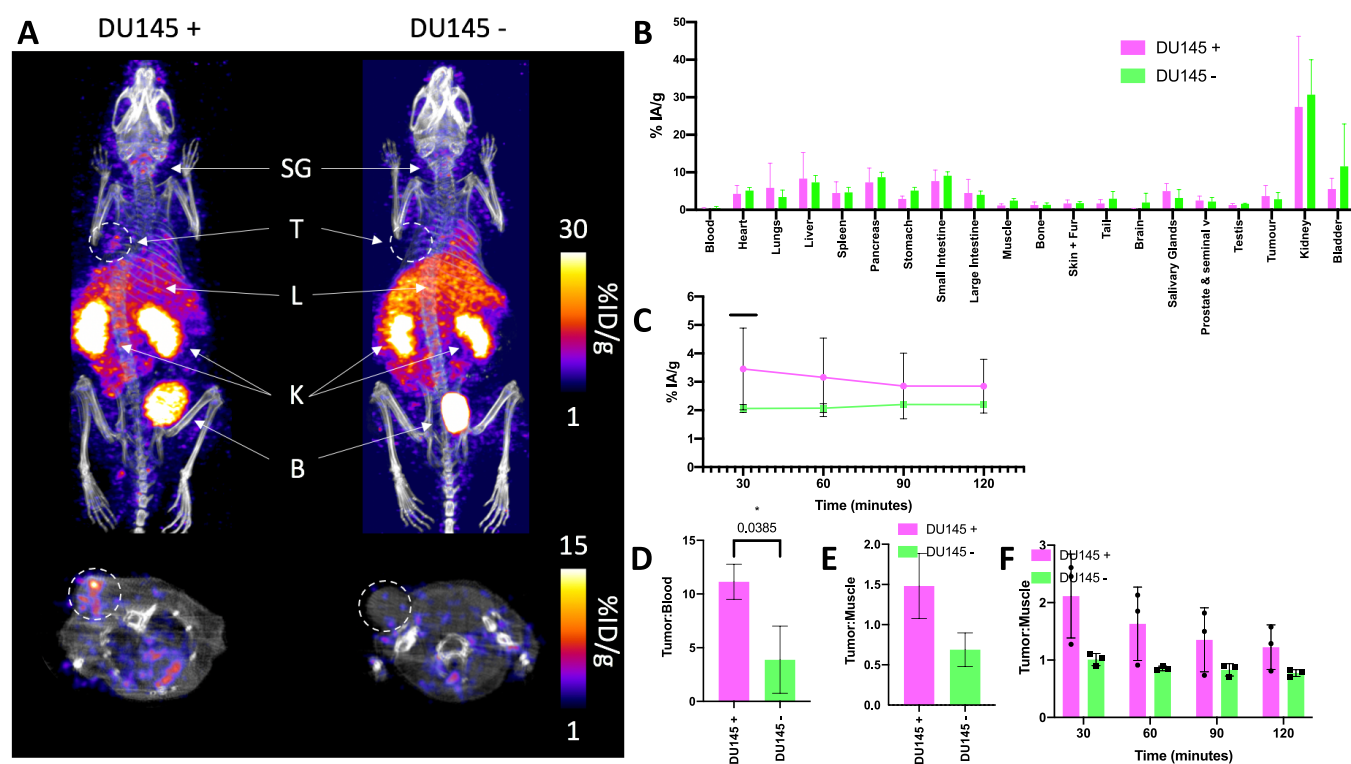 A
DU145 +
DU145 -
SG
T
L
K
B
30
%ID/g
1
15
%ID/g
1
B
% IA/g
50
40
30
20
10
0
DU145 +
DU145 -
Blood
Heart
Lungs
Liver
Spleen
Pancreas
Stomach
Small Intestine
Large Intestine
Muscle
Bone
Skin + Fur
Tail
Brain
Salivary Glands
Prostate & seminal v
Testis
Tumour
Kidney
Bladder
C
% IA/g
6
5
4
3
2
1
0
30 60 90 120
Time (minutes)
D
Tumor:Blood
*
0.0385
15
10
5
0
DU145 +
DU145 -
E
Tumor:Muscle
DU145 +
DU145 -
2.0
1.5
1.0
0.5
0.0
DU145 +
DU145 -
F
Tumor:Muscle
DU145 +
DU145 -
3
2
1
0
30 60 90 120
Time (minutes)